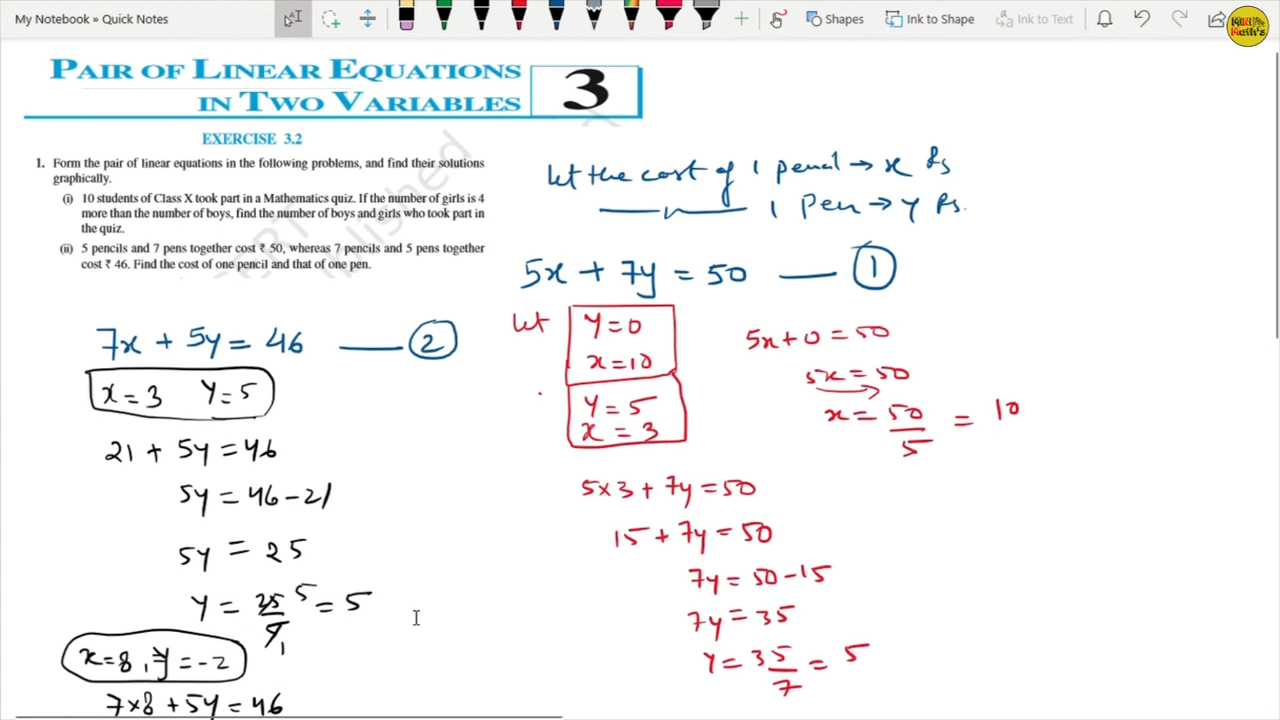 My Notebook » Quick Notes
Shapes
Ink to Shape
Ink to Text
Math's
PAIR OF LINEAR EQUATIONS
IN TWO VARIABLES
3
EXERCISE 3.2
1. Form the pair of linear equations in the following problems, and find their solutions
graphically.
(i) 10 students of Class X took part in a Mathematics quiz. If the number of girls is 4
more than the number of boys, find the number of boys and girls who took part in
the quiz.
(ii) 5 pencils and 7 pens together cost ₹ 50, whereas 7 pencils and 5 pens together
cost ₹ 46. Find the cost of one pencil and that of one pen.
7x + 5y = 46 —— 2
x = 3 y = 5
21 + 5y = 46
5y = 46 - 21
5y = 25
y = 25/5 = 5
x = 8, y = -2
7×8 + 5y = 46
let the cost of 1 pencil → x Rs
1 Pen → y Rs.
5x + 7y = 50 —— 1
let y = 0
x = 10
y = 5
x = 3
5x + 0 = 50
5x = 50
x = 50/5 = 10
5×3 + 7y = 50
15 + 7y = 50
7y = 50 - 15
7y = 35
y = 35/7 = 5